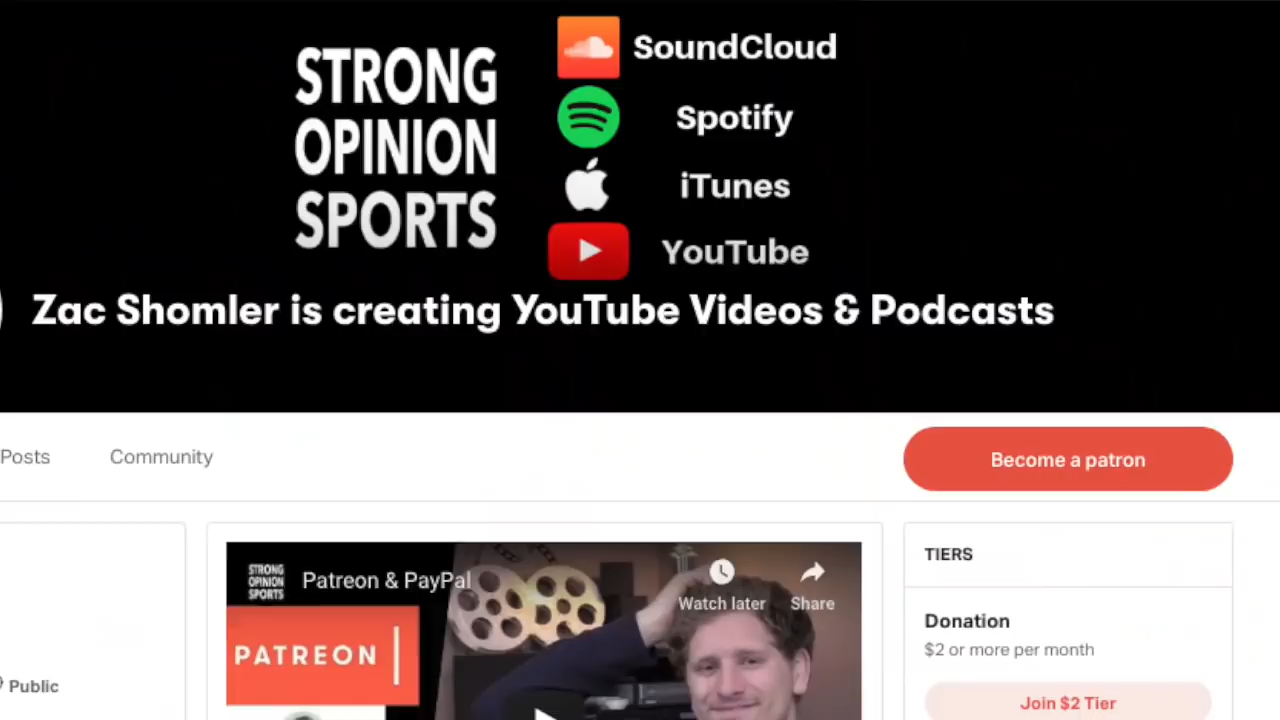 STRONG
OPINION
SPORTS
SoundCloud
Spotify
iTunes
YouTube
Zac Shomler is creating YouTube Videos & Podcasts
Posts
Community
Become a patron
Public
STRONG
OPINION
SPORTS
Patreon & PayPal
Watch later
Share
PATREON
TIERS
Donation
$2 or more per month
Join $2 Tier